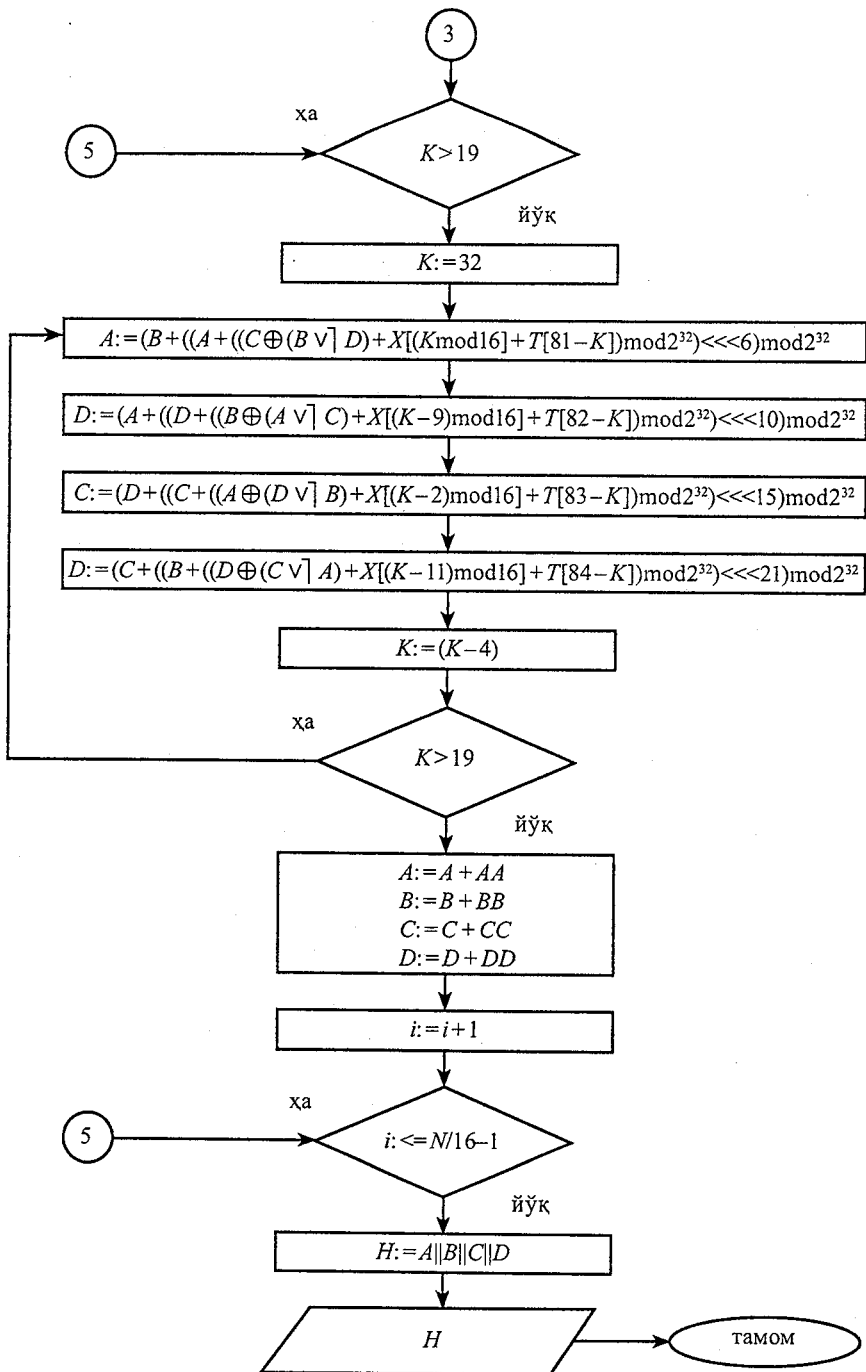 3
ҳа
5
K>19
йўқ
K:=32
A:=(B+((A+((C⊕(B∨⌉ D)+X[(Kmod16]+T[81–K])mod2³²)<<<6)mod2³²
D:=(A+((D+((B⊕(A∨⌉ C)+X[(K–9)mod16]+T[82–K])mod2³²)<<<10)mod2³²
C:=(D+((C+((A⊕(D∨⌉ B)+X[(K–2)mod16]+T[83–K])mod2³²)<<<15)mod2³²
D:=(C+((B+((D⊕(C∨⌉ A)+X[(K–11)mod16]+T[84–K])mod2³²)<<<21)mod2³²
K:=(K–4)
ҳа
K>19
йўқ
A:=A+AA
B:=B+BB
C:=C+CC
D:=D+DD
i:=i+1
ҳа
5
i:<=N/16–1
йўқ
H:=A||B||C||D
H
тамом